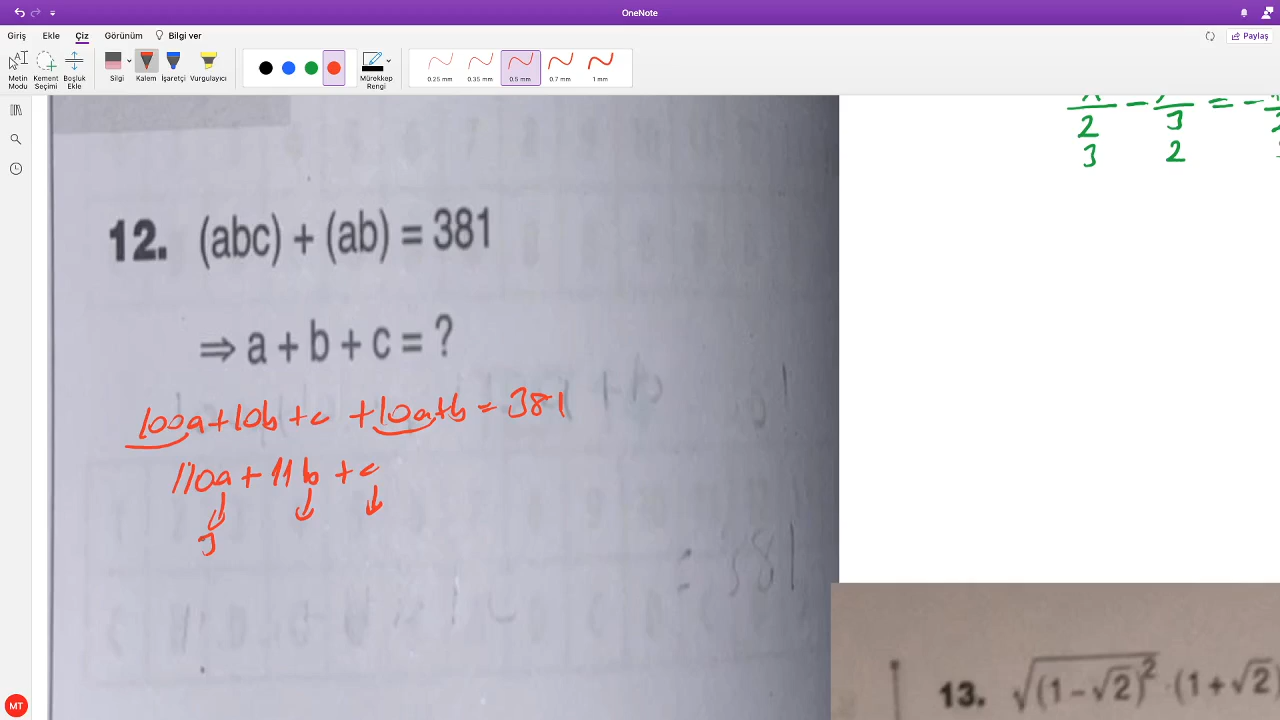 OneNote
Giriş Ekle Çiz Görünüm Bilgi ver
Paylaş
Metin Modu
Kement Seçimi
Boşluk Ekle
Silgi
Kalem
İşaretçi
Vurgulayıcı
Mürekkep Rengi
0.25 mm
0.35 mm
0.5 mm
0.7 mm
1 mm
2 3
3 2
12. (abc) + (ab) = 381
⇒ a + b + c = ?
100a+10b+c +10a+b = 381
110a + 11b + c
3
= 381
13. √(1-√2)² · (1+√2)
MT